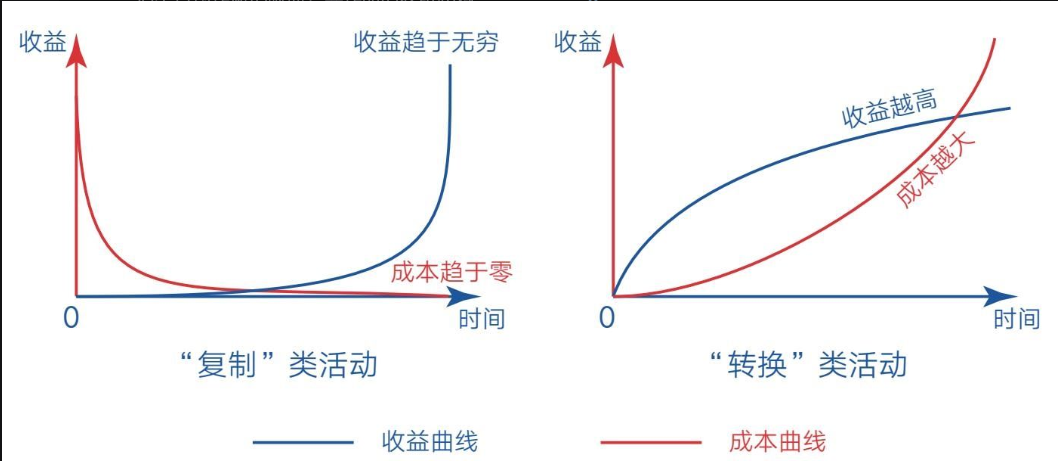 收益
收益趋于无穷
成本趋于零
0
时间
“复制”类活动
收益
收益越高
成本越大
0
时间
“转换”类活动
收益曲线
成本曲线